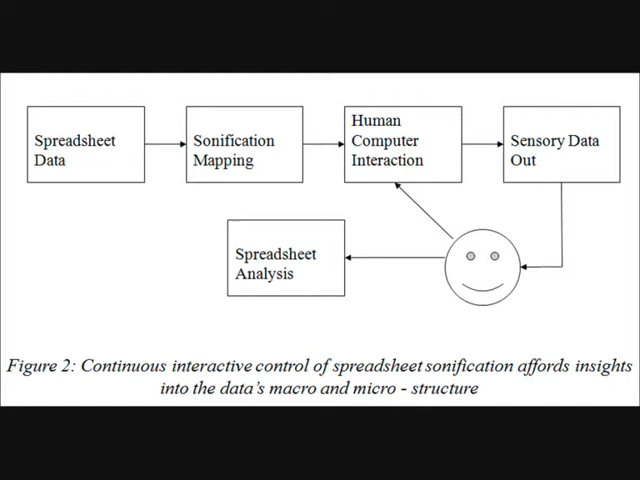 Spreadsheet
Data
Sonification
Mapping
Human
Computer
Interaction
Sensory Data
Out
Spreadsheet
Analysis
Figure 2: Continuous interactive control of spreadsheet sonification affords insights
into the data's macro and micro - structure